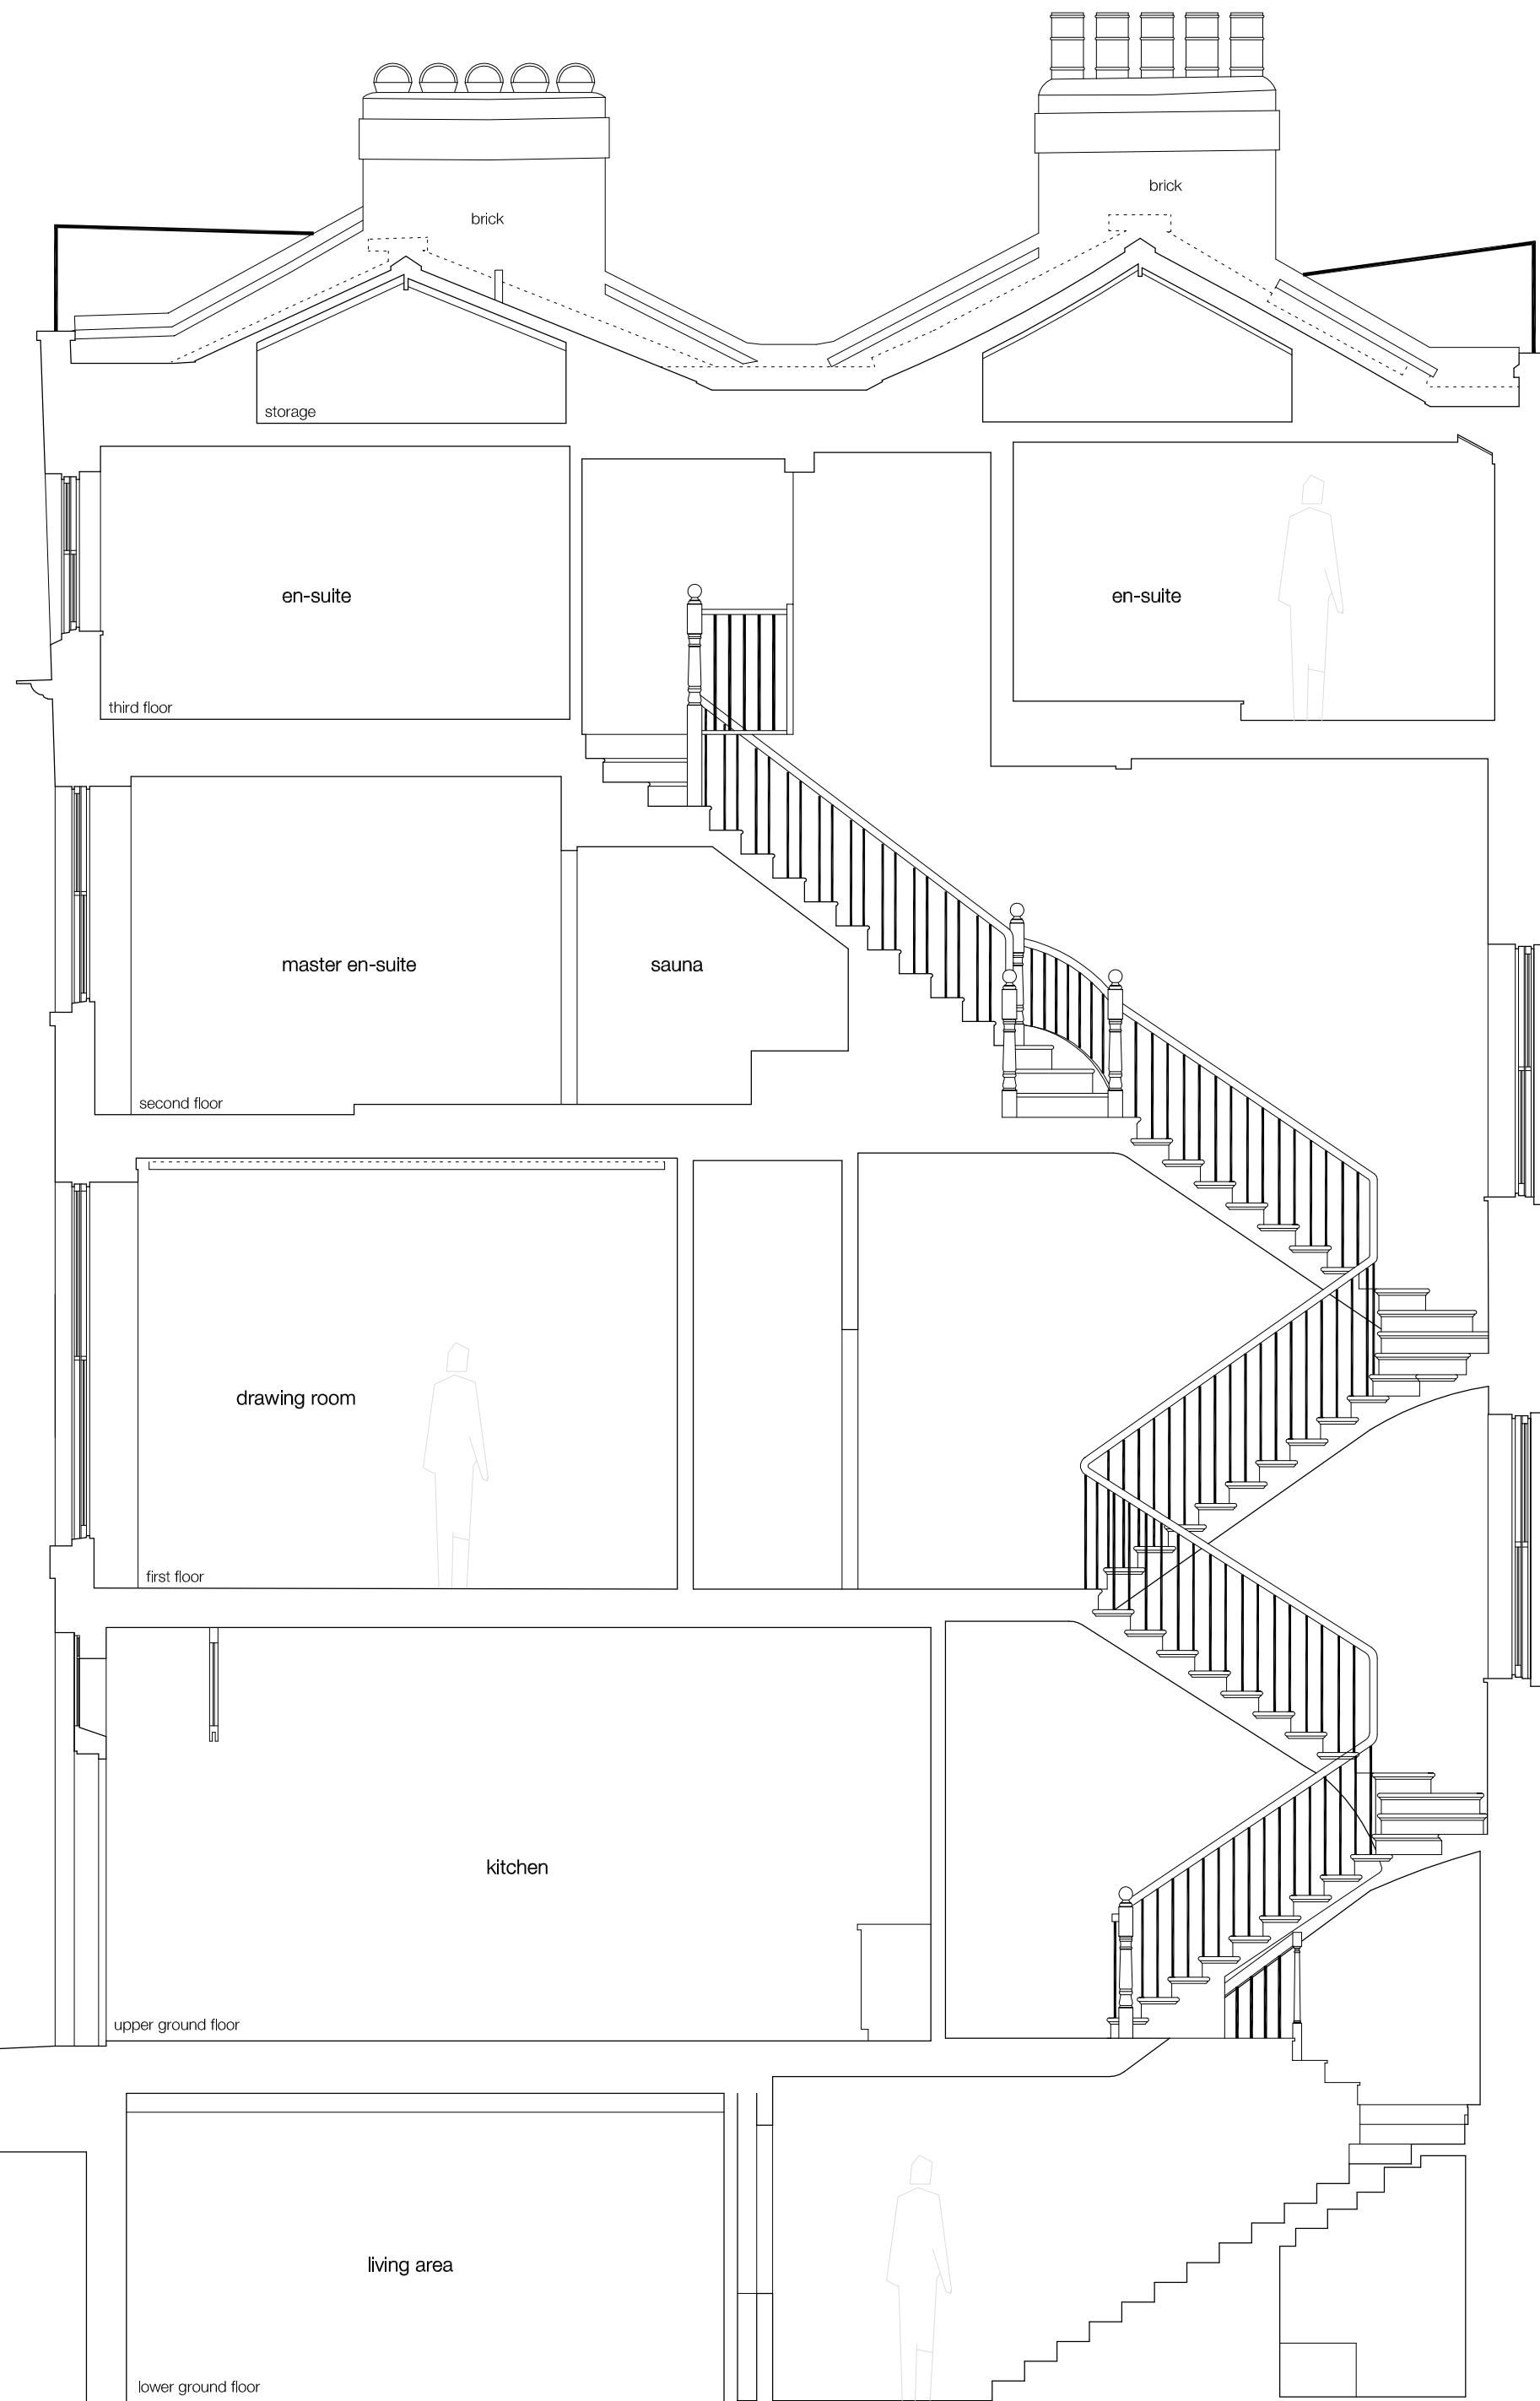 brick
brick
storage
en-suite
en-suite
third floor
master en-suite
sauna
second floor
drawing room
first floor
kitchen
upper ground floor
living area
lower ground floor